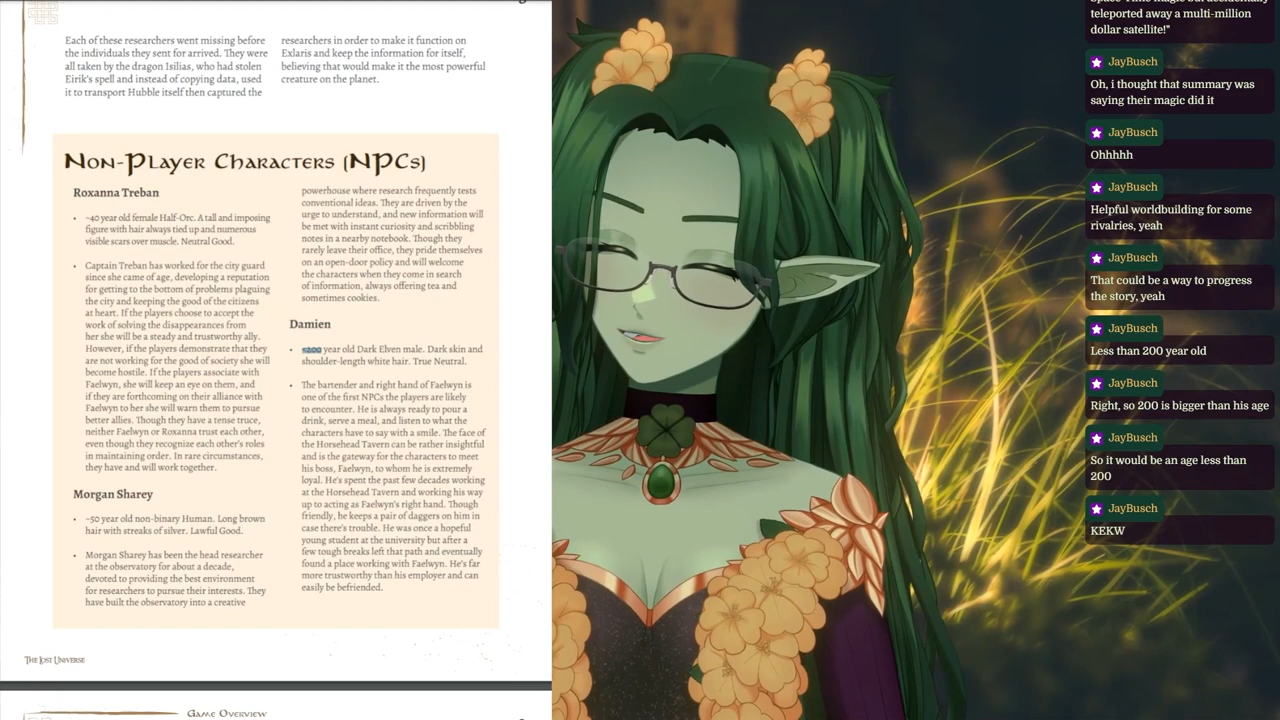 Each of these researchers went missing before
the individuals they sent for arrived. They were
all taken by the dragon Isilias, who had stolen
Eirik's spell and instead of copying data, used
it to transport Hubble itself then captured the
researchers in order to make it function on
Exlaris and keep the information for itself,
believing that would make it the most powerful
creature on the planet.
Non-Player Characters (NPCs)
Roxanna Treban
• ~40 year old female Half-Orc. A tall and imposing
figure with hair always tied up and numerous
visible scars over muscle. Neutral Good.
• Captain Treban has worked for the city guard
since she came of age, developing a reputation
for getting to the bottom of problems plaguing
the city and keeping the good of the citizens
at heart. If the players choose to accept the
work of solving the disappearances from
her she will be a steady and trustworthy ally.
However, if the players demonstrate that they
are not working for the good of society she will
become hostile. If the players associate with
Faelwyn, she will keep an eye on them, and
if they are forthcoming on their alliance with
Faelwyn to her she will warn them to pursue
better allies. Though they have a tense truce,
neither Faelwyn or Roxanna trust each other,
even though they recognize each other's roles
in maintaining order. In rare circumstances,
they have and will work together.
Morgan Sharey
• ~50 year old non-binary Human. Long brown
hair with streaks of silver. Lawful Good.
• Morgan Sharey has been the head researcher
at the observatory for about a decade,
devoted to providing the best environment
for researchers to pursue their interests. They
have built the observatory into a creative
powerhouse where research frequently tests
conventional ideas. They are driven by the
urge to understand, and new information will
be met with instant curiosity and scribbling
notes in a nearby notebook. Though they
rarely leave their office, they pride themselves
on an open-door policy and will welcome
the characters when they come in search
of information, always offering tea and
sometimes cookies.
Damien
• <200 year old Dark Elven male. Dark skin and
shoulder-length white hair. True Neutral.
• The bartender and right hand of Faelwyn is
one of the first NPCs the players are likely
to encounter. He is always ready to pour a
drink, serve a meal, and listen to what the
characters have to say with a smile. The face of
the Horsehead Tavern can be rather insightful
and is the gateway for the characters to meet
his boss, Faelwyn, to whom he is extremely
loyal. He's spent the past few decades working
at the Horsehead Tavern and working his way
up to acting as Faelwyn's right hand. Though
friendly, he keeps a pair of daggers on him in
case there's trouble. He was once a hopeful
young student at the university but after a
few tough breaks left that path and eventually
found a place working with Faelwyn. He's far
more trustworthy than his employer and can
easily be befriended.
The Lost Universe
Game Overview
teleported away a multi-million
dollar satellite!"
JayBusch
Oh, i thought that summary was
saying their magic did it
JayBusch
Ohhhhh
JayBusch
Helpful worldbuilding for some
rivalries, yeah
JayBusch
That could be a way to progress
the story, yeah
JayBusch
Less than 200 year old
JayBusch
Right, so 200 is bigger than his age
JayBusch
So it would be an age less than
200
JayBusch
KEKW